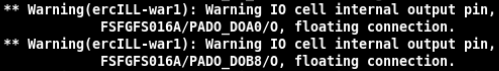 ** Warning(ercILL-war1): Warning IO cell internal output pin,
FSFGFS016A/PADO_DOA0/O, floating connection.
** Warning(ercILL-war1): Warning IO cell internal output pin,
FSFGFS016A/PADO_DOB8/O, floating connection.